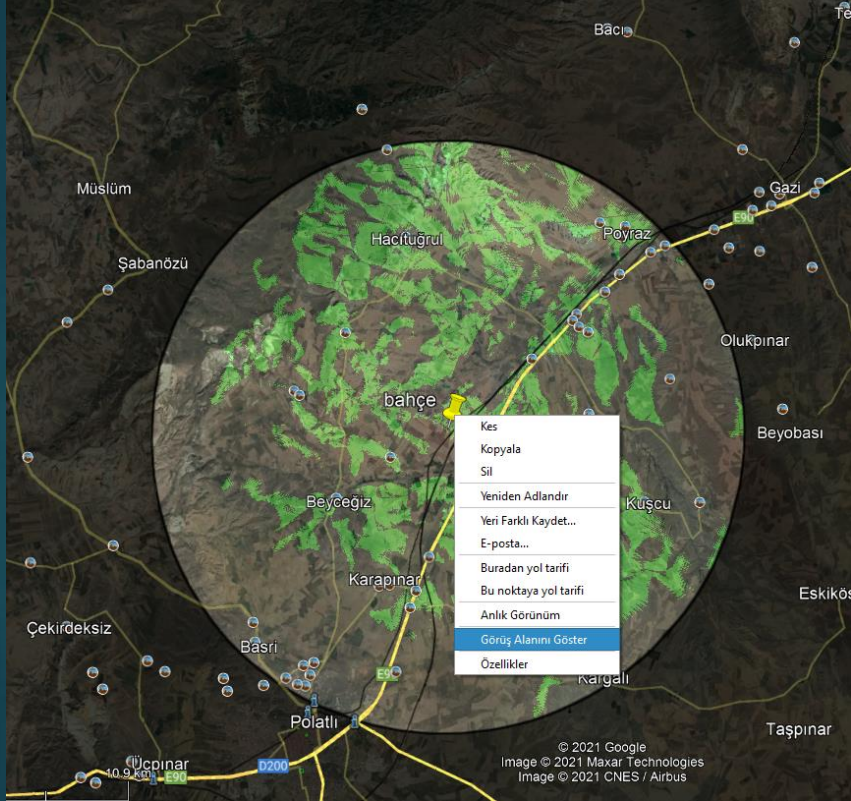 Bacı
Te
Müslüm
Gazi
E90
Hacıtuğrul
Poyraz
Şabanözü
Olukpınar
bahçe
Beyobası
Kes
Kopyala
Sil
Yeniden Adlandır
Beyceğiz
Kuşcu
Yeri Farklı Kaydet...
E-posta...
Buradan yol tarifi
Karapınar
Bu noktaya yol tarifi
Eskikös
Anlık Görünüm
Çekirdeksiz
Görüş Alanını Göster
Basri
Özellikler
E9
Kargalı
Polatlı
Taşpınar
© 2021 Google
Üçpınar
Image © 2021 Maxar Technologies
D200
10.9 km
E90
Image © 2021 CNES / Airbus